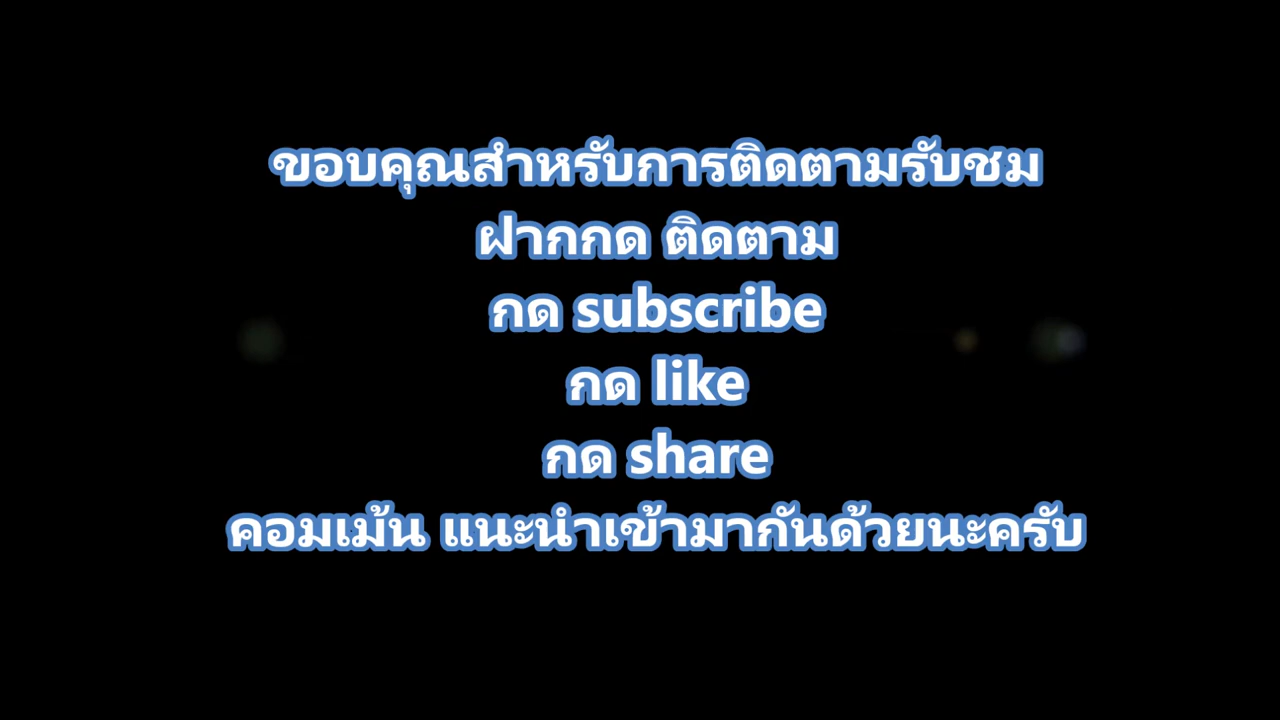 ขอบคุณสำหรับการติดตามรับชม
ฝากกด ติดตาม
กด subscribe
กด like
กด share
คอมเม้น แนะนำเข้ามากันด้วยนะครับ